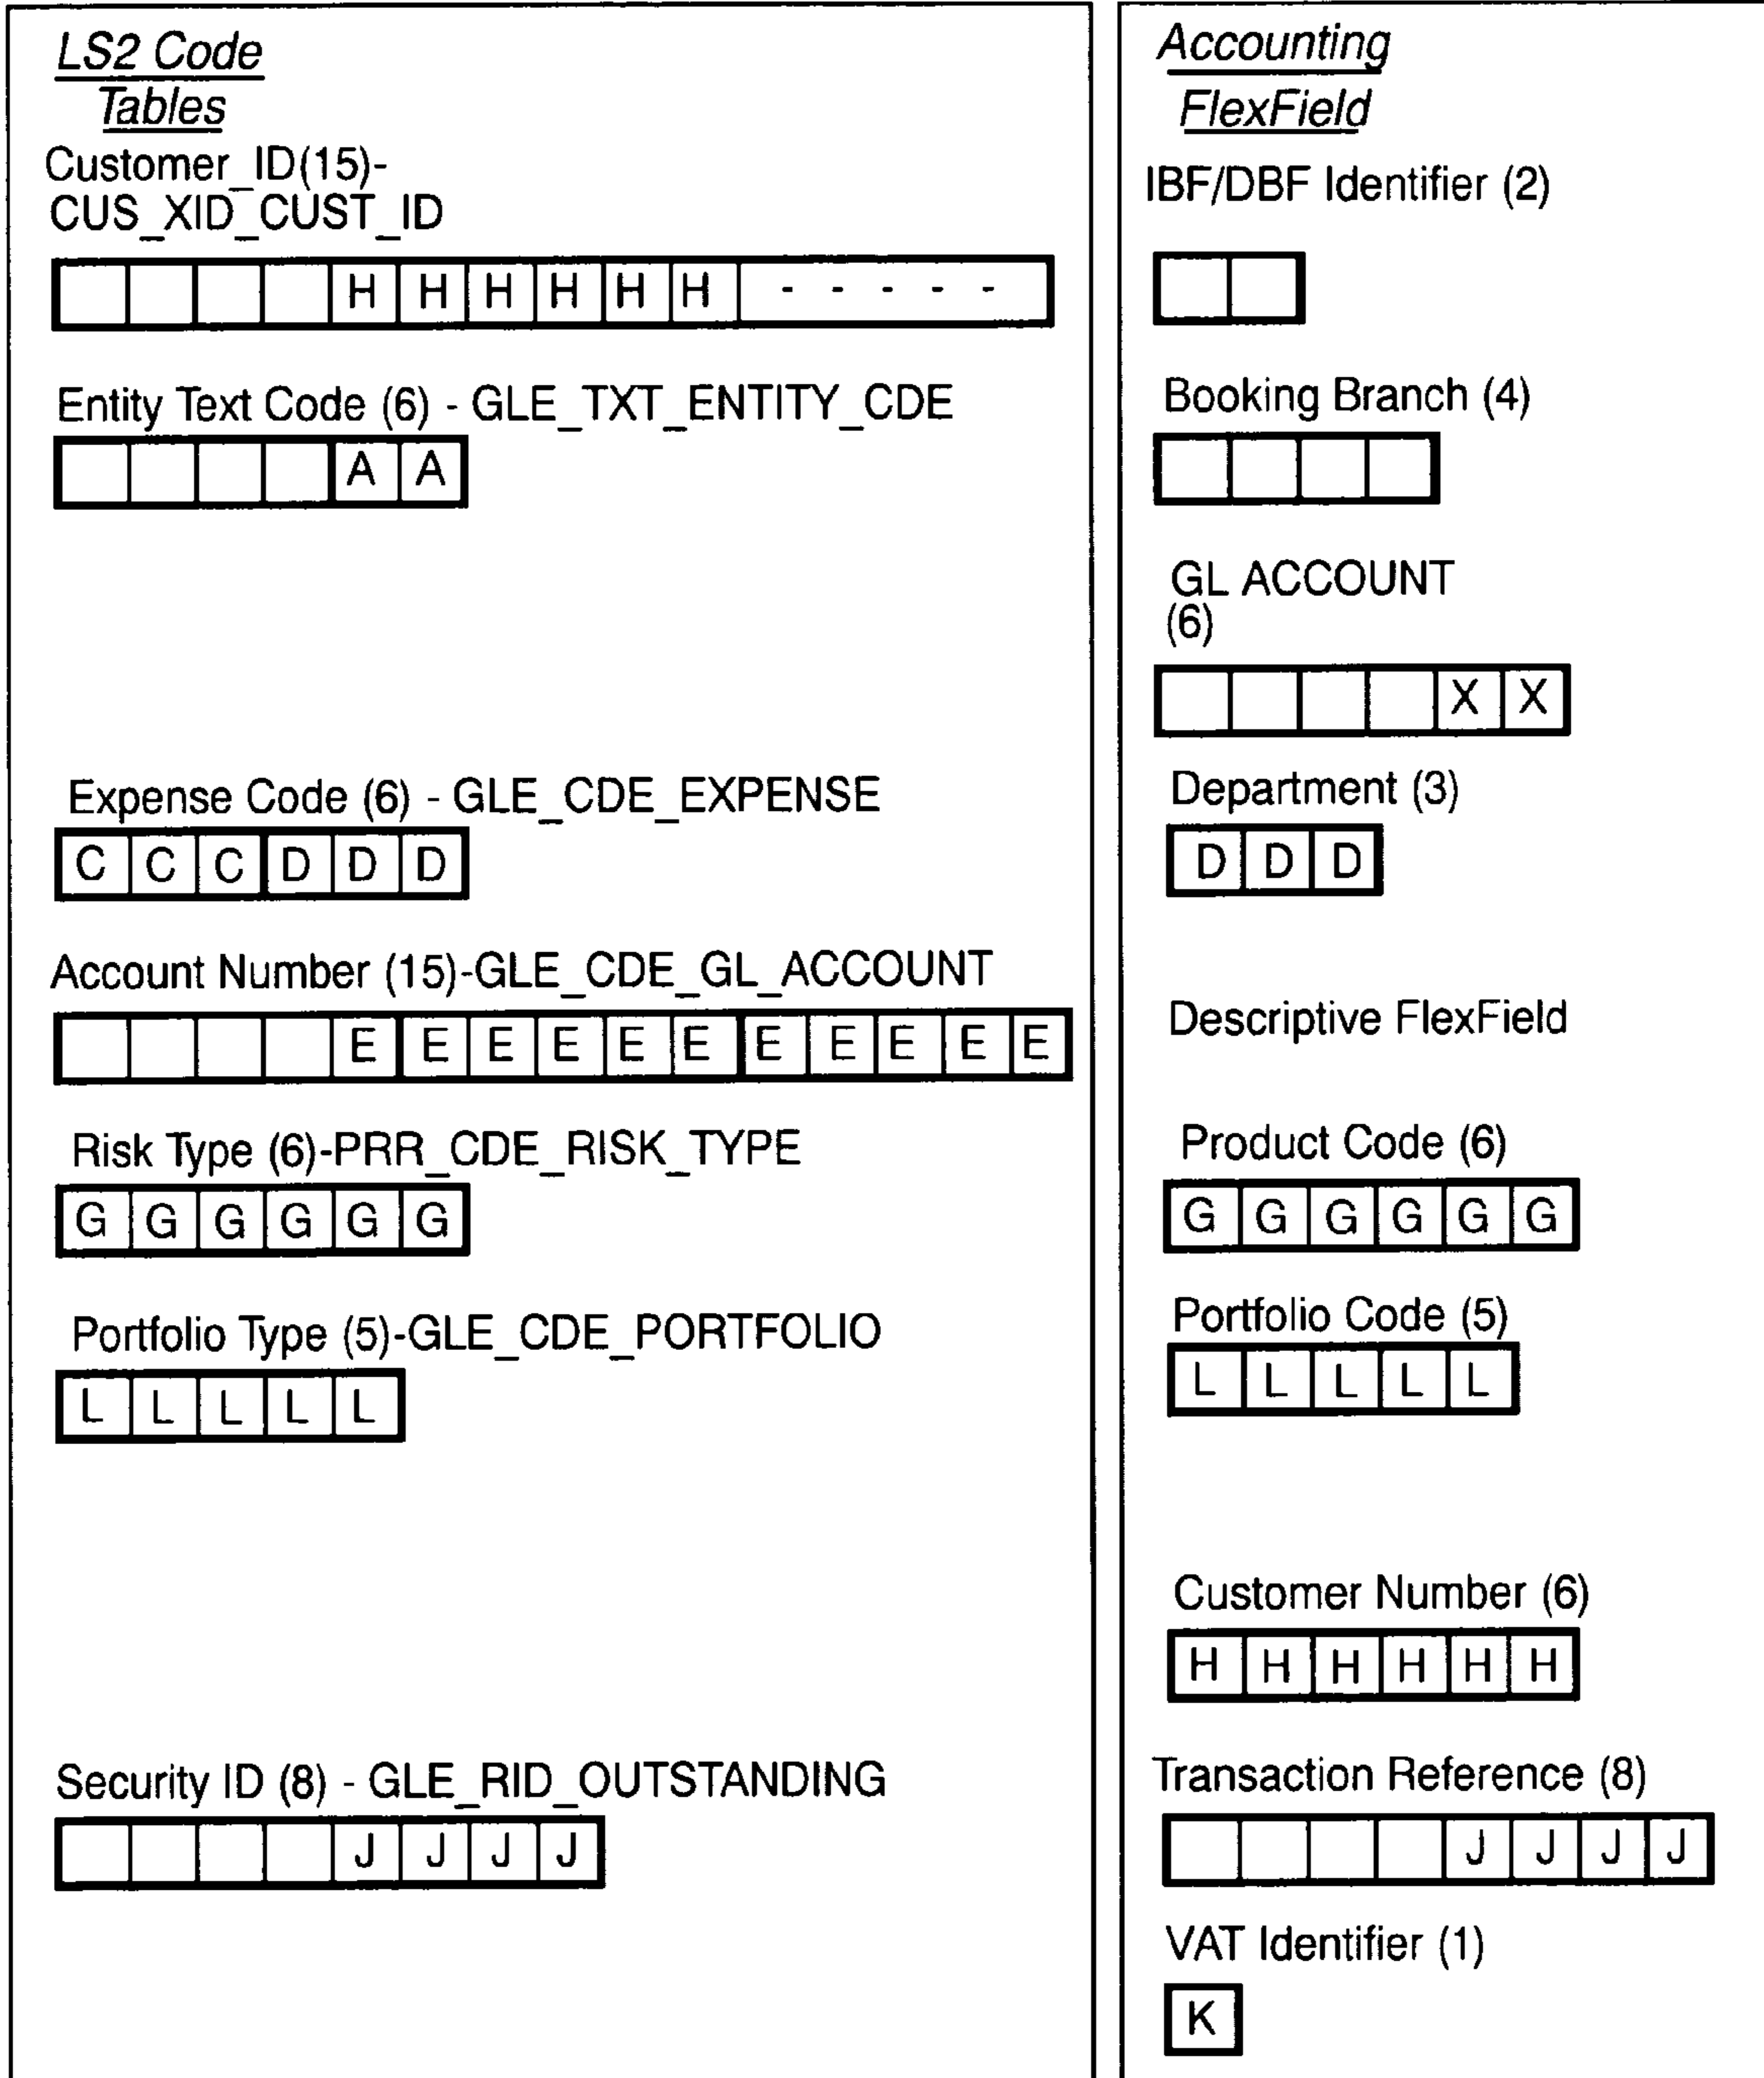 LS2 Code
Tables
Customer_ID(15)-
CUS_XID_CUST_ID
H H H H H H - - - - -
Entity Text Code (6) - GLE_TXT_ENTITY_CDE
A A
Expense Code (6) - GLE_CDE_EXPENSE
C C C D D D
Account Number (15)-GLE_CDE_GL_ACCOUNT
E E E E E E E E E E E
Risk Type (6)-PRR_CDE_RISK_TYPE
G G G G G G
Portfolio Type (5)-GLE_CDE_PORTFOLIO
L L L L L
Security ID (8) - GLE_RID_OUTSTANDING
J J J J
Accounting
FlexField
IBF/DBF Identifier (2)
Booking Branch (4)
GL ACCOUNT
(6)
X X
Department (3)
D D D
Descriptive FlexField
Product Code (6)
G G G G G G
Portfolio Code (5)
L L L L L
Customer Number (6)
H H H H H H
Transaction Reference (8)
J J J J
VAT Identifier (1)
K